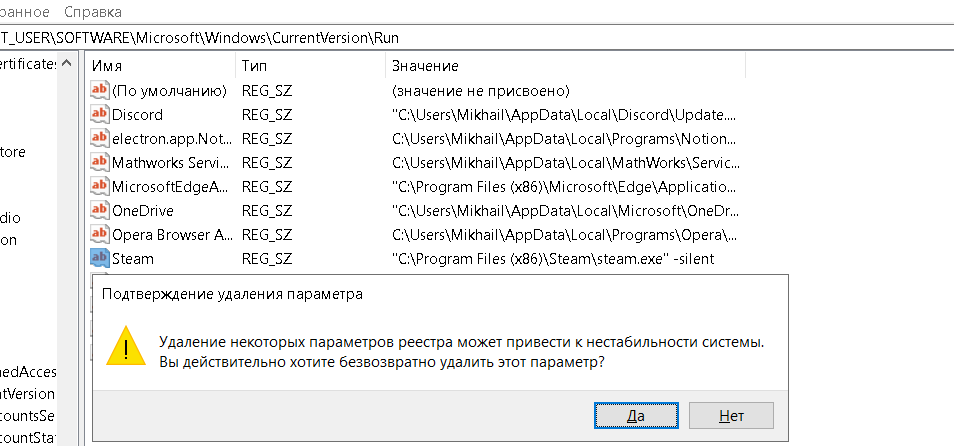 ранное Справка
T_USER\SOFTWARE\Microsoft\Windows\CurrentVersion\Run
ertificates
Имя Тип Значение
(По умолчанию) REG_SZ (значение не присвоено)
Discord REG_SZ "C:\Users\Mikhail\AppData\Local\Discord\Update....
electron.app.Not... REG_SZ C:\Users\Mikhail\AppData\Local\Programs\Notion...
tore
Mathworks Servi... REG_SZ C:\Users\Mikhail\AppData\Local\MathWorks\Servic...
MicrosoftEdgeA... REG_SZ "C:\Program Files (x86)\Microsoft\Edge\Applicatio...
dio
OneDrive REG_SZ "C:\Users\Mikhail\AppData\Local\Microsoft\OneDr...
on
Opera Browser A... REG_SZ C:\Users\Mikhail\AppData\Local\Programs\Opera\...
Steam REG_SZ "C:\Program Files (x86)\Steam\steam.exe" -silent
Подтверждение удаления параметра
Удаление некоторых параметров реестра может привести к нестабильности системы.
Вы действительно хотите безвозвратно удалить этот параметр?
Да Нет
nedAcces
ntVersion
countsSe
countStat